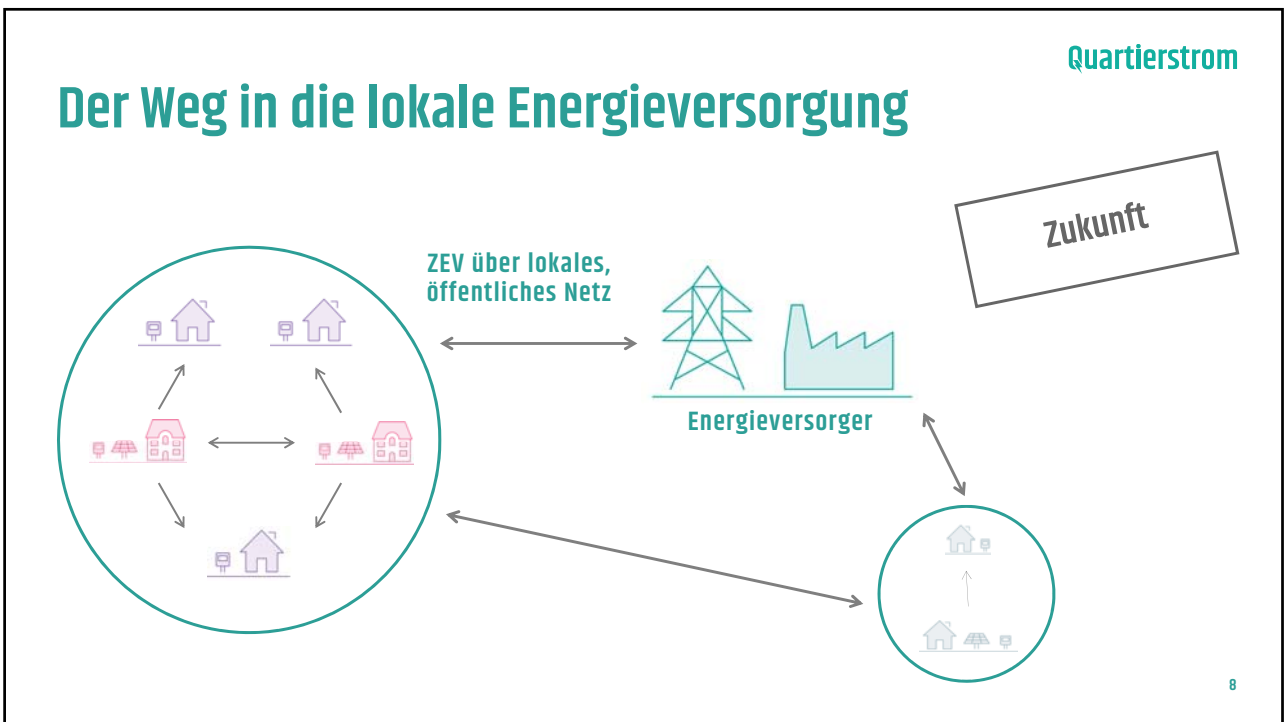 Quartierstrom
Der Weg in die lokale Energieversorgung
Zukunft
ZEV über lokales,
öffentliches Netz
Energieversorger
8